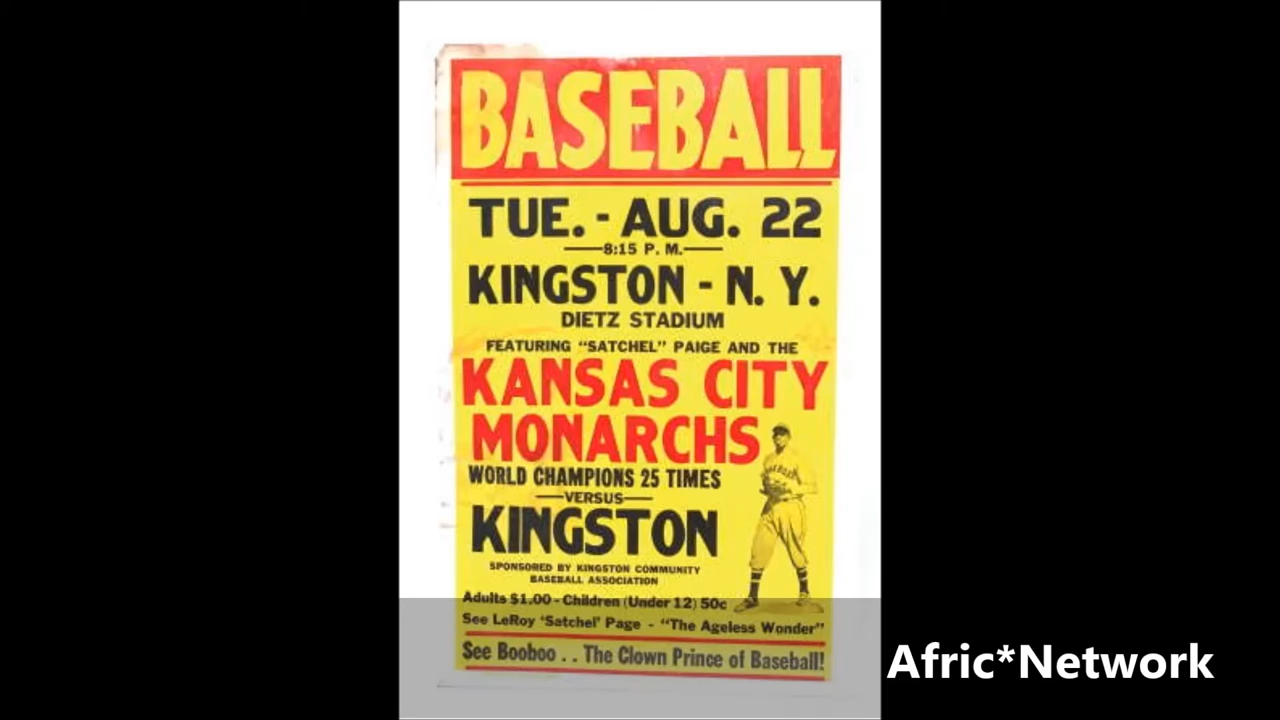 BASEBALL
TUE. - AUG. 22
8:15 P. M.
KINGSTON - N. Y.
DIETZ STADIUM
FEATURING "SATCHEL" PAIGE AND THE
KANSAS CITY
MONARCHS
WORLD CHAMPIONS 25 TIMES
VERSUS
KINGSTON
SPONSORED BY KINGSTON COMMUNITY
BASEBALL ASSOCIATION
Adults $1.00 - Children (Under 12) 50c
See LeRoy 'Satchel' Page - "The Ageless Wonder"
See Booboo . . The Clown Prince of Baseball!
Afric*Network